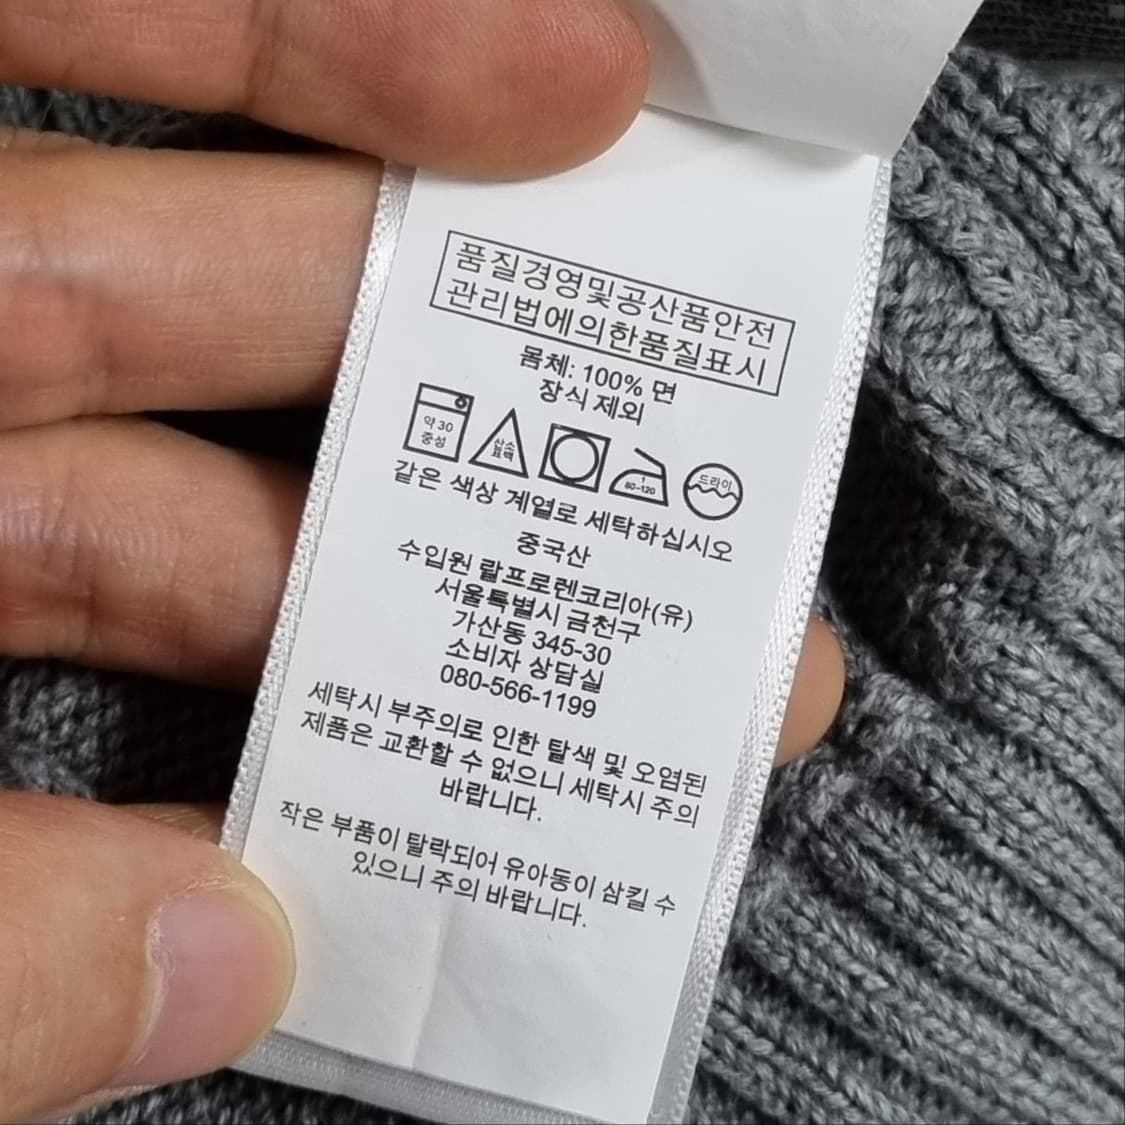 품질경영및공산품안전
관리법에의한품질표시
몸체: 100% 면
장식 제외
약 30
중성
산소
표백
1
80-120
드라이
같은 색상 계열로 세탁하십시오
중국산
수입원 랄프로렌코리아(유)
서울특별시 금천구
가산동 345-30
소비자 상담실
080-566-1199
세탁시 부주의로 인한 탈색 및 오염된
제품은 교환할 수 없으니 세탁시 주의
바랍니다.
작은 부품이 탈락되어 유아동이 삼킬 수
있으니 주의 바랍니다.